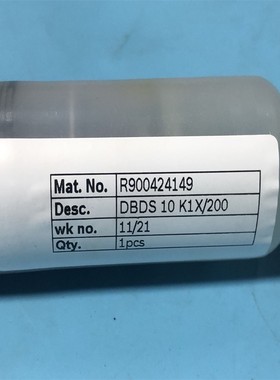 Mat. No. R900424149
Desc. DBDS 10 K1X/200
wk no. 11/21
Qty. 1pcs